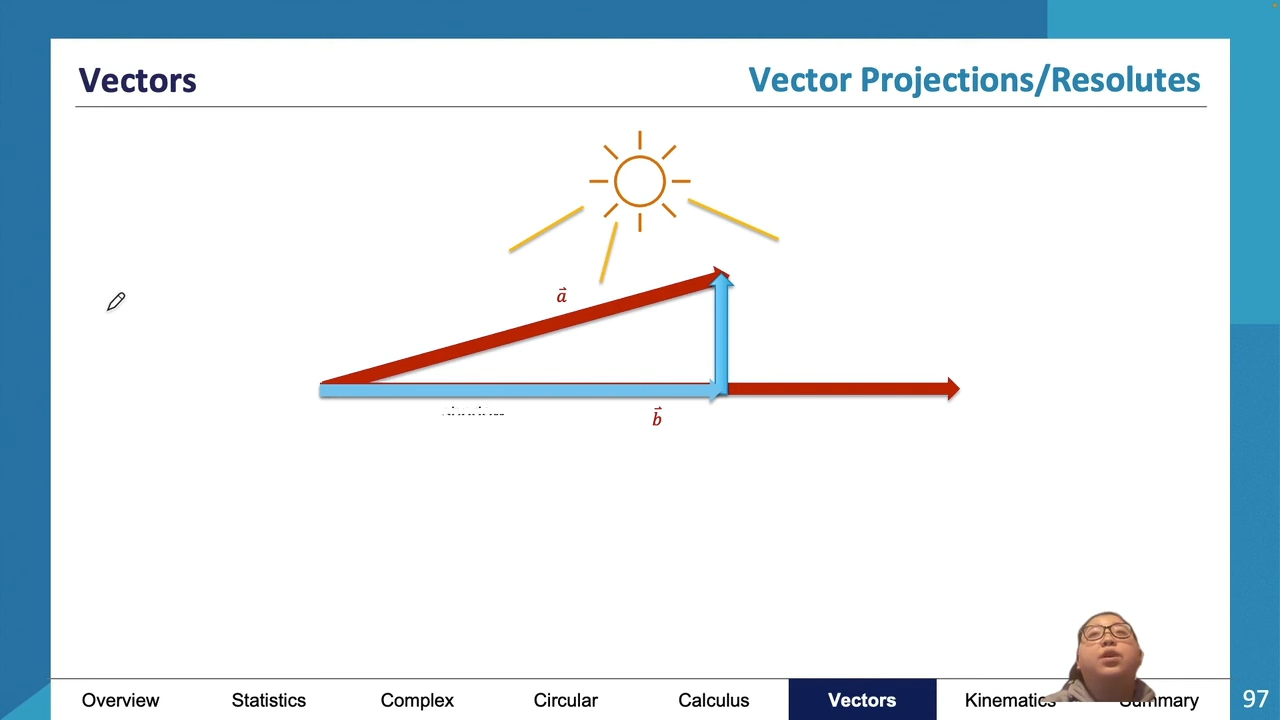 Vectors
Vector Projections/Resolutes
a⃗
b⃗
Overview Statistics Complex Circular Calculus Vectors Kinematics Summary
97